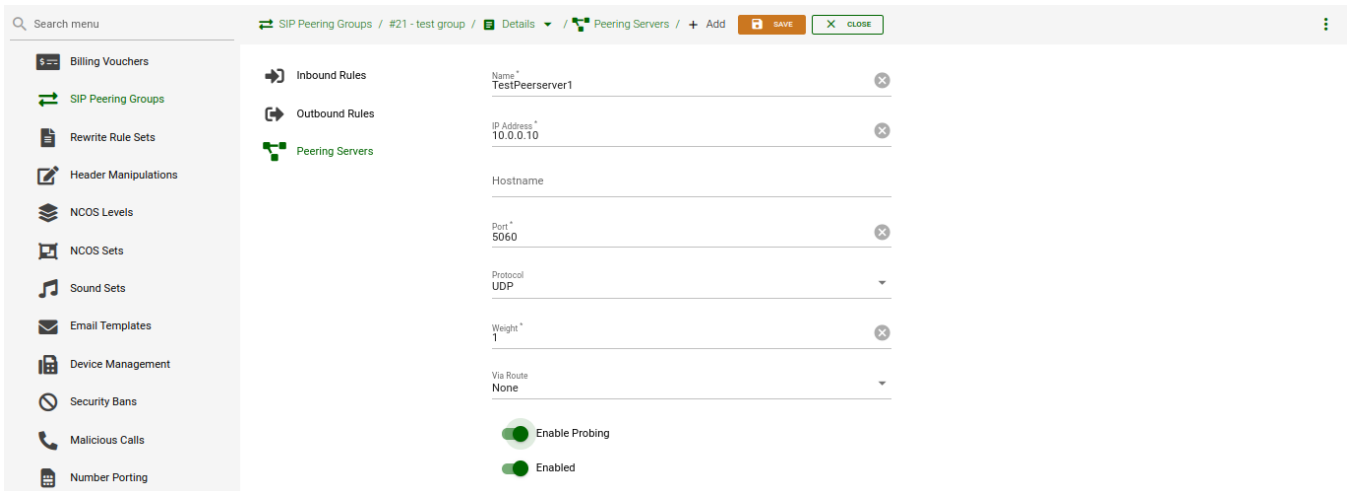 Search menu
SIP Peering Groups / #21 - test group / Details / Peering Servers / + Add SAVE CLOSE
Billing Vouchers
SIP Peering Groups
Rewrite Rule Sets
Header Manipulations
NCOS Levels
NCOS Sets
Sound Sets
Email Templates
Device Management
Security Bans
Malicious Calls
Number Porting
Inbound Rules
Outbound Rules
Peering Servers
Name *
TestPeerserver1
IP Address *
10.0.0.10
Hostname
Port *
5060
Protocol
UDP
Weight *
1
Via Route
None
Enable Probing
Enabled